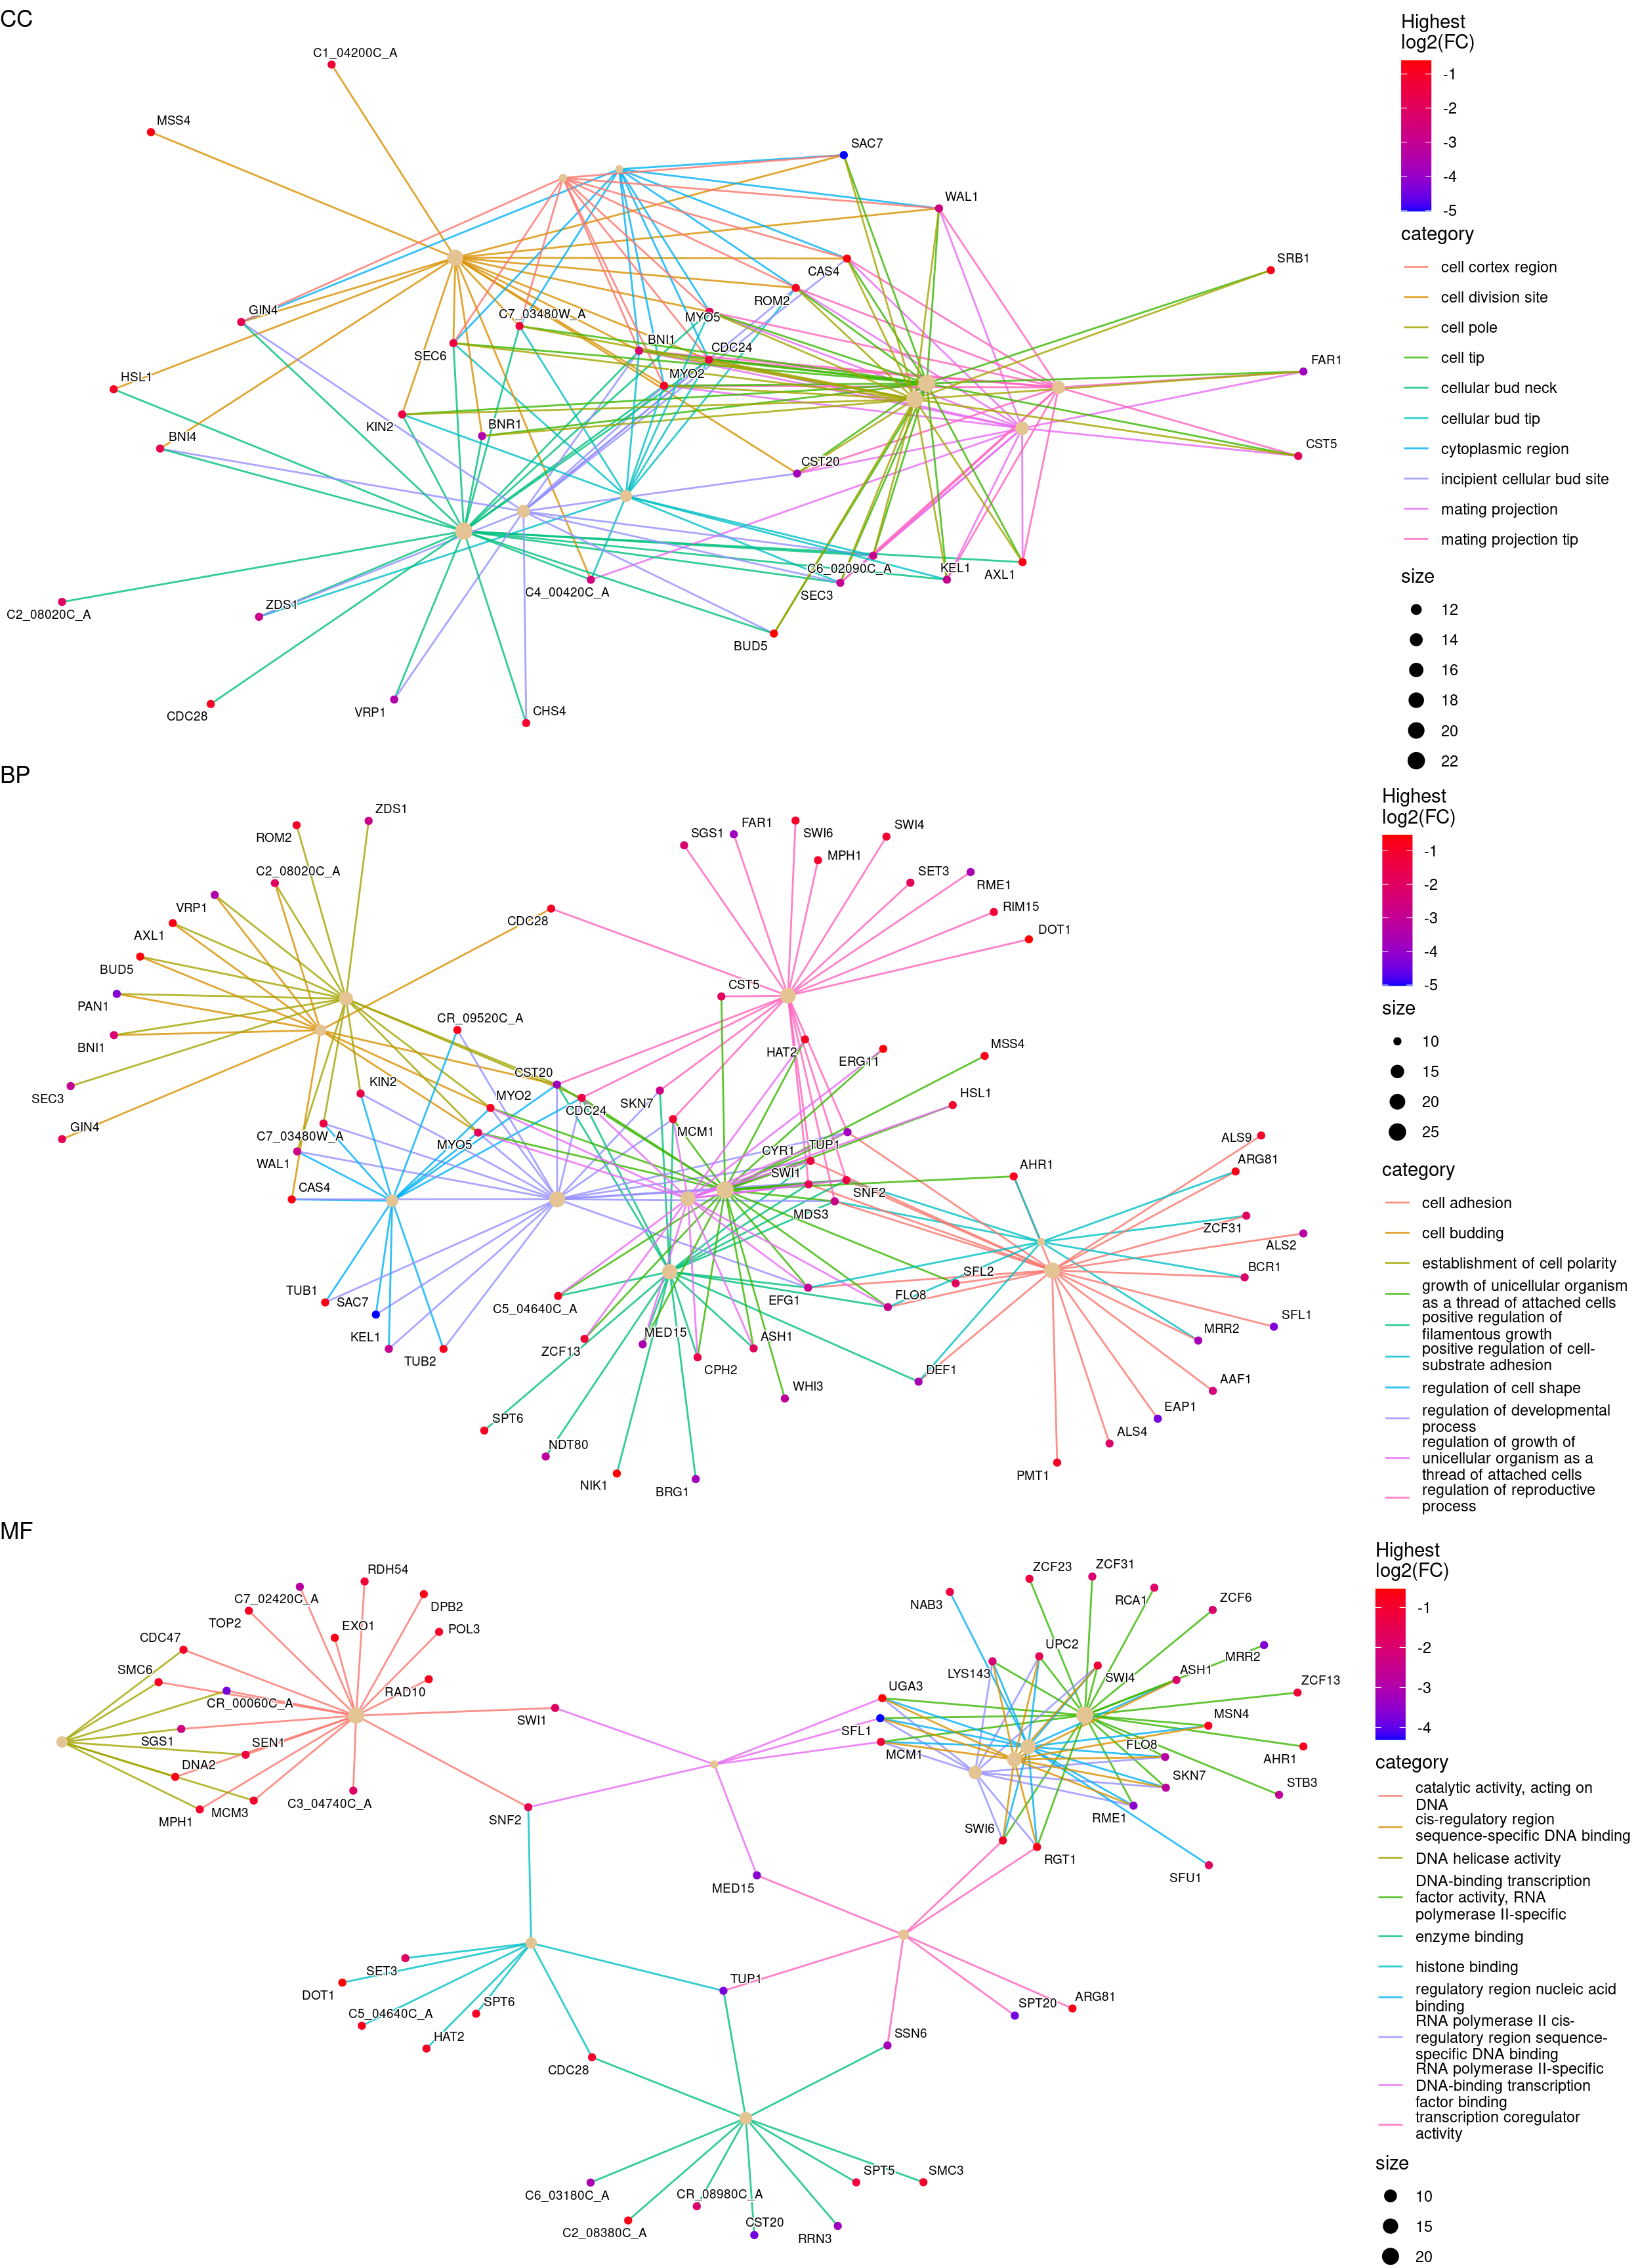 CC
C1_04200C_A
MSS4
SAC7
WAL1
SRB1
CAS4
ROM2
GIN4
C7_03480W_A
MYO5
BNI1
SEC6
CDC24
FAR1
HSL1
MYO2
KIN2
BNR1
BNI4
CST20
CST5
C6_02090C_A
KEL1
AXL1
C4_00420C_A
SEC3
ZDS1
C2_08020C_A
BUD5
CDC28
VRP1
CHS4
Highest
log2(FC)
-1
-2
-3
-4
-5
category
cell cortex region
cell division site
cell pole
cell tip
cellular bud neck
cellular bud tip
cytoplasmic region
incipient cellular bud site
mating projection
mating projection tip
size
12
14
16
18
20
22
BP
ZDS1
ROM2
C2_08020C_A
VRP1
AXL1
BUD5
PAN1
BNI1
SEC3
GIN4
CDC28
SGS1
FAR1
SWI6
SWI4
MPH1
SET3
RME1
RIM15
DOT1
CST5
CR_09520C_A
HAT2
ERG11
MSS4
CST20
KIN2
MYO2
CDC24
SKN7
HSL1
C7_03480W_A
MYO5
MCM1
CYR1
TUP1
ALS9
WAL1
SWI1
AHR1
ARG81
CAS4
SNF2
MDS3
ZCF31
ALS2
BCR1
TUB1
SAC7
C5_04640C_A
EFG1
SFL2
FLO8
SFL1
KEL1
TUB2
ZCF13
MED15
CPH2
ASH1
MRR2
WHI3
DEF1
AAF1
EAP1
SPT6
NDT80
NIK1
BRG1
ALS4
PMT1
Highest
log2(FC)
-1
-2
-3
-4
-5
size
10
15
20
25
category
cell adhesion
cell budding
establishment of cell polarity
growth of unicellular organism
as a thread of attached cells
positive regulation of
filamentous growth
positive regulation of cell-
substrate adhesion
regulation of cell shape
regulation of developmental
process
regulation of growth of
unicellular organism as a
thread of attached cells
regulation of reproductive
process
MF
RDH54
C7_02420C_A
DPB2
TOP2
EXO1
POL3
CDC47
SMC6
RAD10
CR_00060C_A
SWI1
SGS1
SEN1
DNA2
C3_04740C_A
MPH1
MCM3
SNF2
ZCF23
ZCF31
NAB3
RCA1
ZCF6
UPC2
MRR2
LYS143
SWI4
ASH1
ZCF13
UGA3
MSN4
SFL1
MCM1
FLO8
AHR1
SKN7
STB3
RME1
SWI6
RGT1
SFU1
MED15
SET3
DOT1
C5_04640C_A
SPT6
HAT2
TUP1
SPT20
ARG81
SSN6
CDC28
SPT5
SMC3
C6_03180C_A
CR_08980C_A
C2_08380C_A
CST20
RRN3
Highest
log2(FC)
-1
-2
-3
-4
category
catalytic activity, acting on
DNA
cis-regulatory region
sequence-specific DNA binding
DNA helicase activity
DNA-binding transcription
factor activity, RNA
polymerase II-specific
enzyme binding
histone binding
regulatory region nucleic acid
binding
RNA polymerase II cis-
regulatory region sequence-
specific DNA binding
RNA polymerase II-specific
DNA-binding transcription
factor binding
transcription coregulator
activity
size
10
15
20